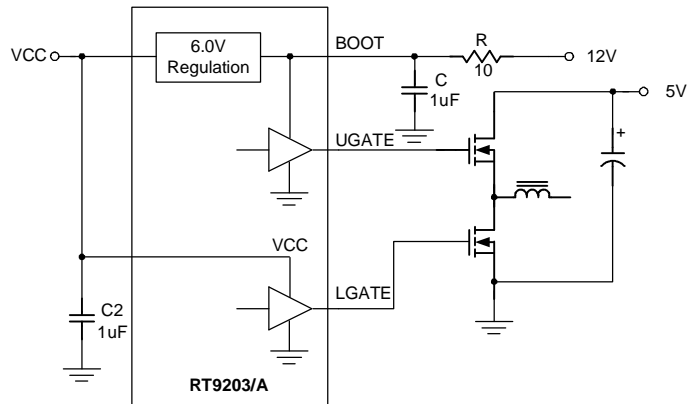 VCC
6.0V
Regulation
BOOT
R
10
12V
C
1uF
5V
+
UGATE
VCC
LGATE
C2
1uF
RT9203/A